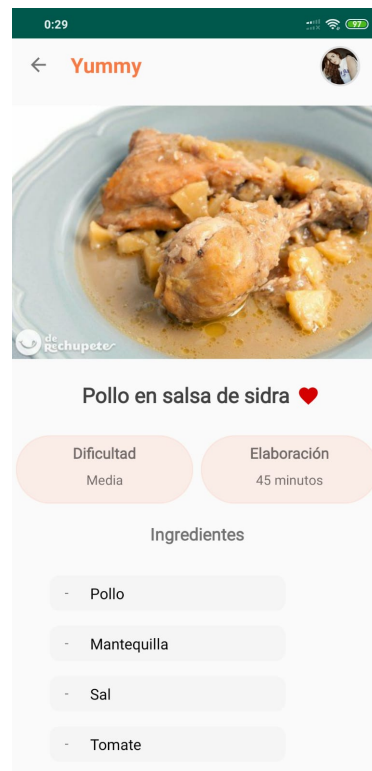 0:29
97
Yummy
de
Rechupete
Pollo en salsa de sidra
Dificultad
Media
Elaboración
45 minutos
Ingredientes
- Pollo
- Mantequilla
- Sal
- Tomate